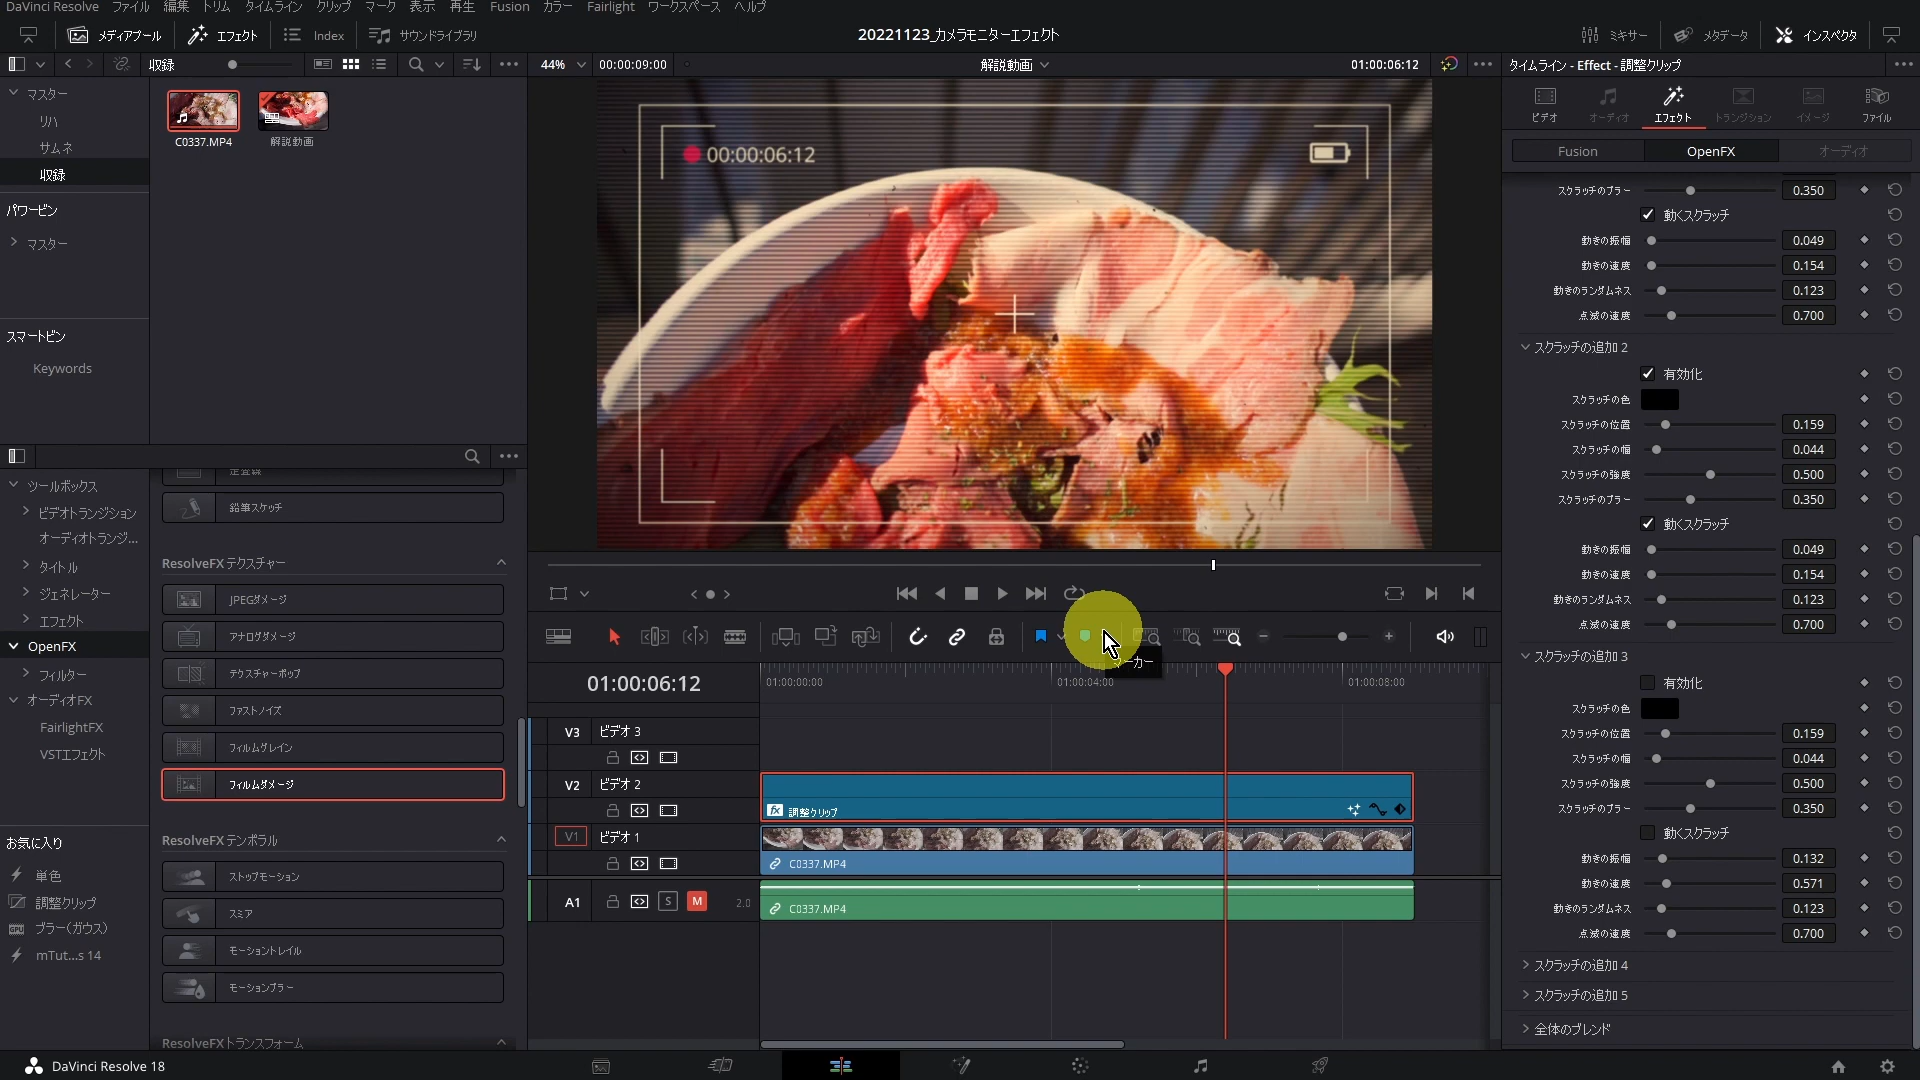 DaVinci Resolve ファイル 編集 トリム タイムライン クリップ マーク 表示 再生 Fusion カラー Fairlight ワークスペース ヘルプ
メディアプール エフェクト Index サウンドライブラリ
20221123_カメラモニターエフェクト
ミキサー メタデータ インスペクタ
収録
44% 00:00:09:00 解説動画 01:00:06:12
タイムライン - Effect - 調整クリップ
マスター
リハ
サムネ
収録
パワービン
マスター
スマートビン
Keywords
C0337.MP4 解説動画
00:00:06:12
ビデオ オーディオ エフェクト トランジション イメージ ファイル
Fusion OpenFX オーディオ
スクラッチのブラー 0.350
動くスクラッチ
動きの振幅 0.049
動きの速度 0.154
動きのランダムネス 0.123
点滅の速度 0.700
スクラッチの追加 2
有効化
スクラッチの色
スクラッチの位置 0.159
スクラッチの幅 0.044
スクラッチの強度 0.500
スクラッチのブラー 0.350
動くスクラッチ
動きの振幅 0.049
動きの速度 0.154
動きのランダムネス 0.123
点滅の速度 0.700
スクラッチの追加 3
有効化
スクラッチの色
スクラッチの位置 0.159
スクラッチの幅 0.044
スクラッチの強度 0.500
スクラッチのブラー 0.350
動くスクラッチ
動きの振幅 0.132
動きの速度 0.571
動きのランダムネス 0.123
点滅の速度 0.700
スクラッチの追加 4
スクラッチの追加 5
全体のブレンド
ツールボックス
ビデオトランジション
オーディオトランジ...
タイトル
ジェネレーター
エフェクト
OpenFX
フィルター
オーディオFX
FairlightFX
VSTエフェクト
お気に入り
単色
調整クリップ
ブラー(ガウス)
mTut...s 14
走査線
鉛筆スケッチ
ResolveFX テクスチャー
JPEGダメージ
アナログダメージ
テクスチャーポップ
ファストノイズ
フィルムグレイン
フィルムダメージ
ResolveFX テンポラル
ストップモーション
スミア
モーショントレイル
モーションブラー
ResolveFX トランスフォーム
マーカー
01:00:06:12
01:00:00:00 01:00:04:00 01:00:08:00
V3 ビデオ 3
V2 ビデオ 2
fx 調整クリップ
V1 ビデオ 1
C0337.MP4
A1 S M 2.0
C0337.MP4
DaVinci Resolve 18